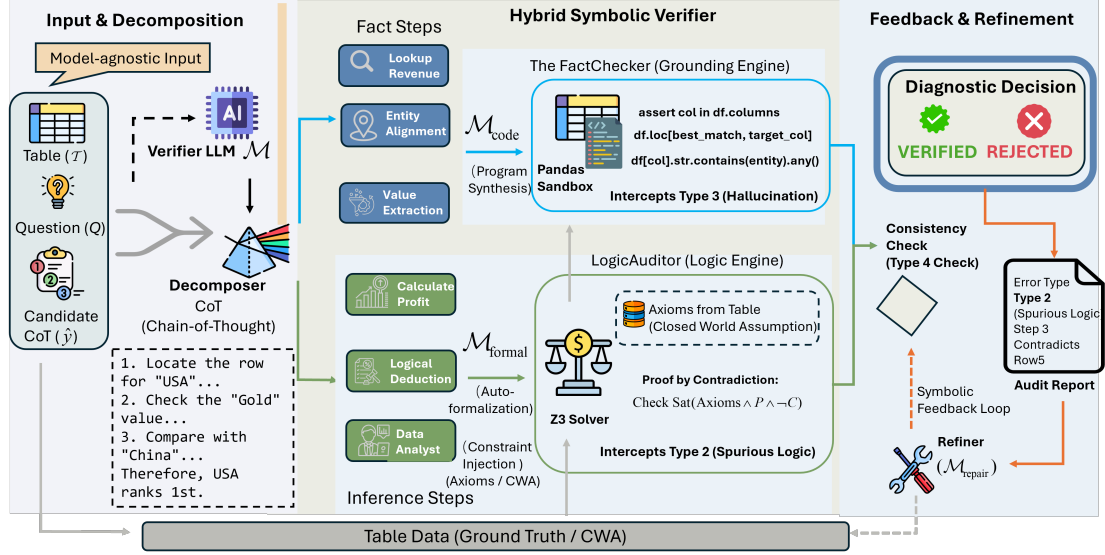 Input & Decomposition
Model-agnostic Input
Table (𝒯)
Question (Q)
Candidate
CoT (ŷ)
AI
Verifier LLM ℳ
Decomposer
CoT
(Chain-of-Thought)
1. Locate the row
for "USA"...
2. Check the "Gold"
value...
3. Compare with
"China"...
Therefore, USA
ranks 1st.
Hybrid Symbolic Verifier
Fact Steps
Lookup
Revenue
Entity
Alignment
Value
Extraction
ℳcode
(Program
Synthesis)
The FactChecker (Grounding Engine)
Pandas
Sandbox
assert col in df.columns
df.loc[best_match, target_col]
df[col].str.contains(entity).any()
Intercepts Type 3 (Hallucination)
Calculate
Profit
Logical
Deduction
Data
Analyst
Inference Steps
ℳformal
(Auto-
formalization)
(Constraint
Injection )
(Axioms / CWA)
LogicAuditor (Logic Engine)
Axioms from Table
(Closed World Assumption)
$
Z3 Solver
Proof by Contradiction:
Check Sat(Axioms ∧ P ∧ ¬C)
Intercepts Type 2 (Spurious Logic)
Feedback & Refinement
Diagnostic Decision
VERIFIED
REJECTED
Consistency
Check
(Type 4 Check)
Error Type
Type 2
(Spurious Logic
Step 3
Contradicts
Row5
Audit Report
Symbolic
Feedback Loop
Refiner
(ℳrepair)
Table Data (Ground Truth / CWA)